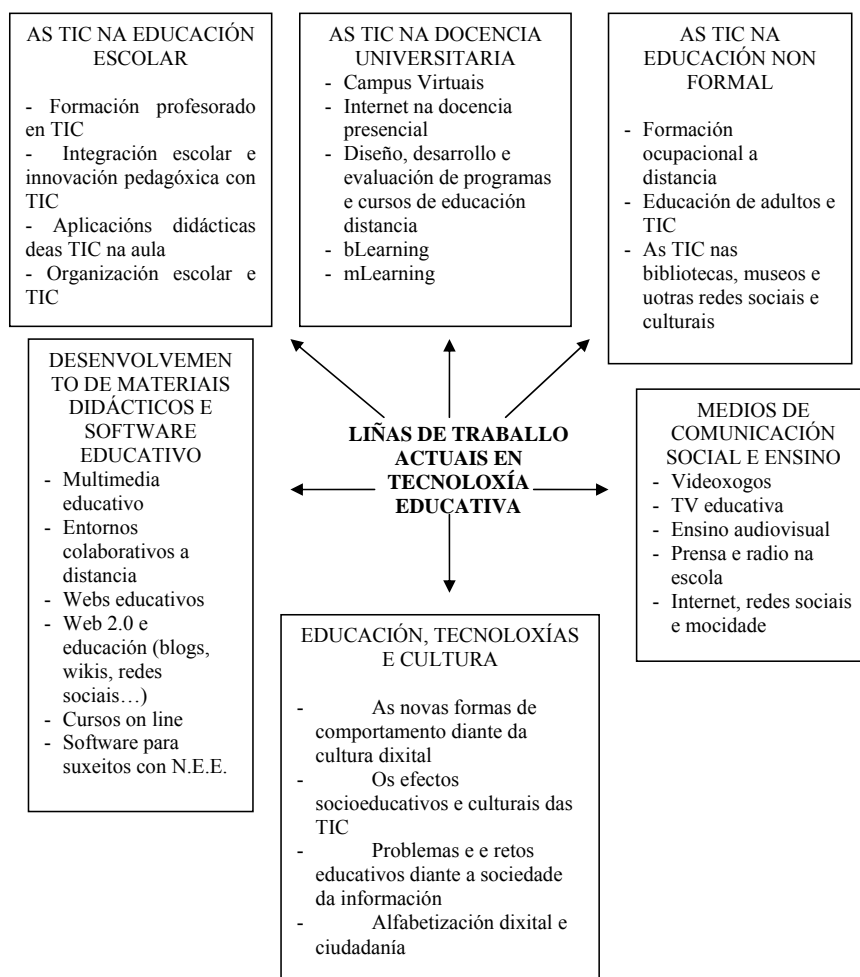 AS TIC NA EDUCACIÓN
ESCOLAR
- Formación profesorado
en TIC
- Integración escolar e
innovación pedagóxica con
TIC
- Aplicacións didácticas
deas TIC na aula
- Organización escolar e
TIC
AS TIC NA DOCENCIA
UNIVERSITARIA
- Campus Virtuais
- Internet na docencia
presencial
- Diseño, desarrollo e
evaluación de programas
e cursos de educación
distancia
- bLearning
- mLearning
AS TIC NA
EDUCACIÓN NON
FORMAL
- Formación
ocupacional a
distancia
- Educación de adultos e
TIC
- As TIC nas
bibliotecas, museos e
uotras redes sociais e
culturais
DESENVOLVEMEN
TO DE MATERIAIS
DIDÁCTICOS E
SOFTWARE
EDUCATIVO
- Multimedia
educativo
- Entornos
colaborativos a
distancia
- Webs educativos
- Web 2.0 e
educación (blogs,
wikis, redes
sociais…)
- Cursos on line
- Software para
suxeitos con N.E.E.
LIÑAS DE TRABALLO
ACTUAIS EN
TECNOLOXÍA
EDUCATIVA
MEDIOS DE
COMUNICACIÓN
SOCIAL E ENSINO
- Videoxogos
- TV educativa
- Ensino audiovisual
- Prensa e radio na
escola
- Internet, redes sociais
e mocidade
EDUCACIÓN, TECNOLOXÍAS
E CULTURA
- As novas formas de
comportamento diante da
cultura dixital
- Os efectos
socioeducativos e culturais das
TIC
- Problemas e e retos
educativos diante a sociedade
da información
- Alfabetización dixital e
ciudadanía